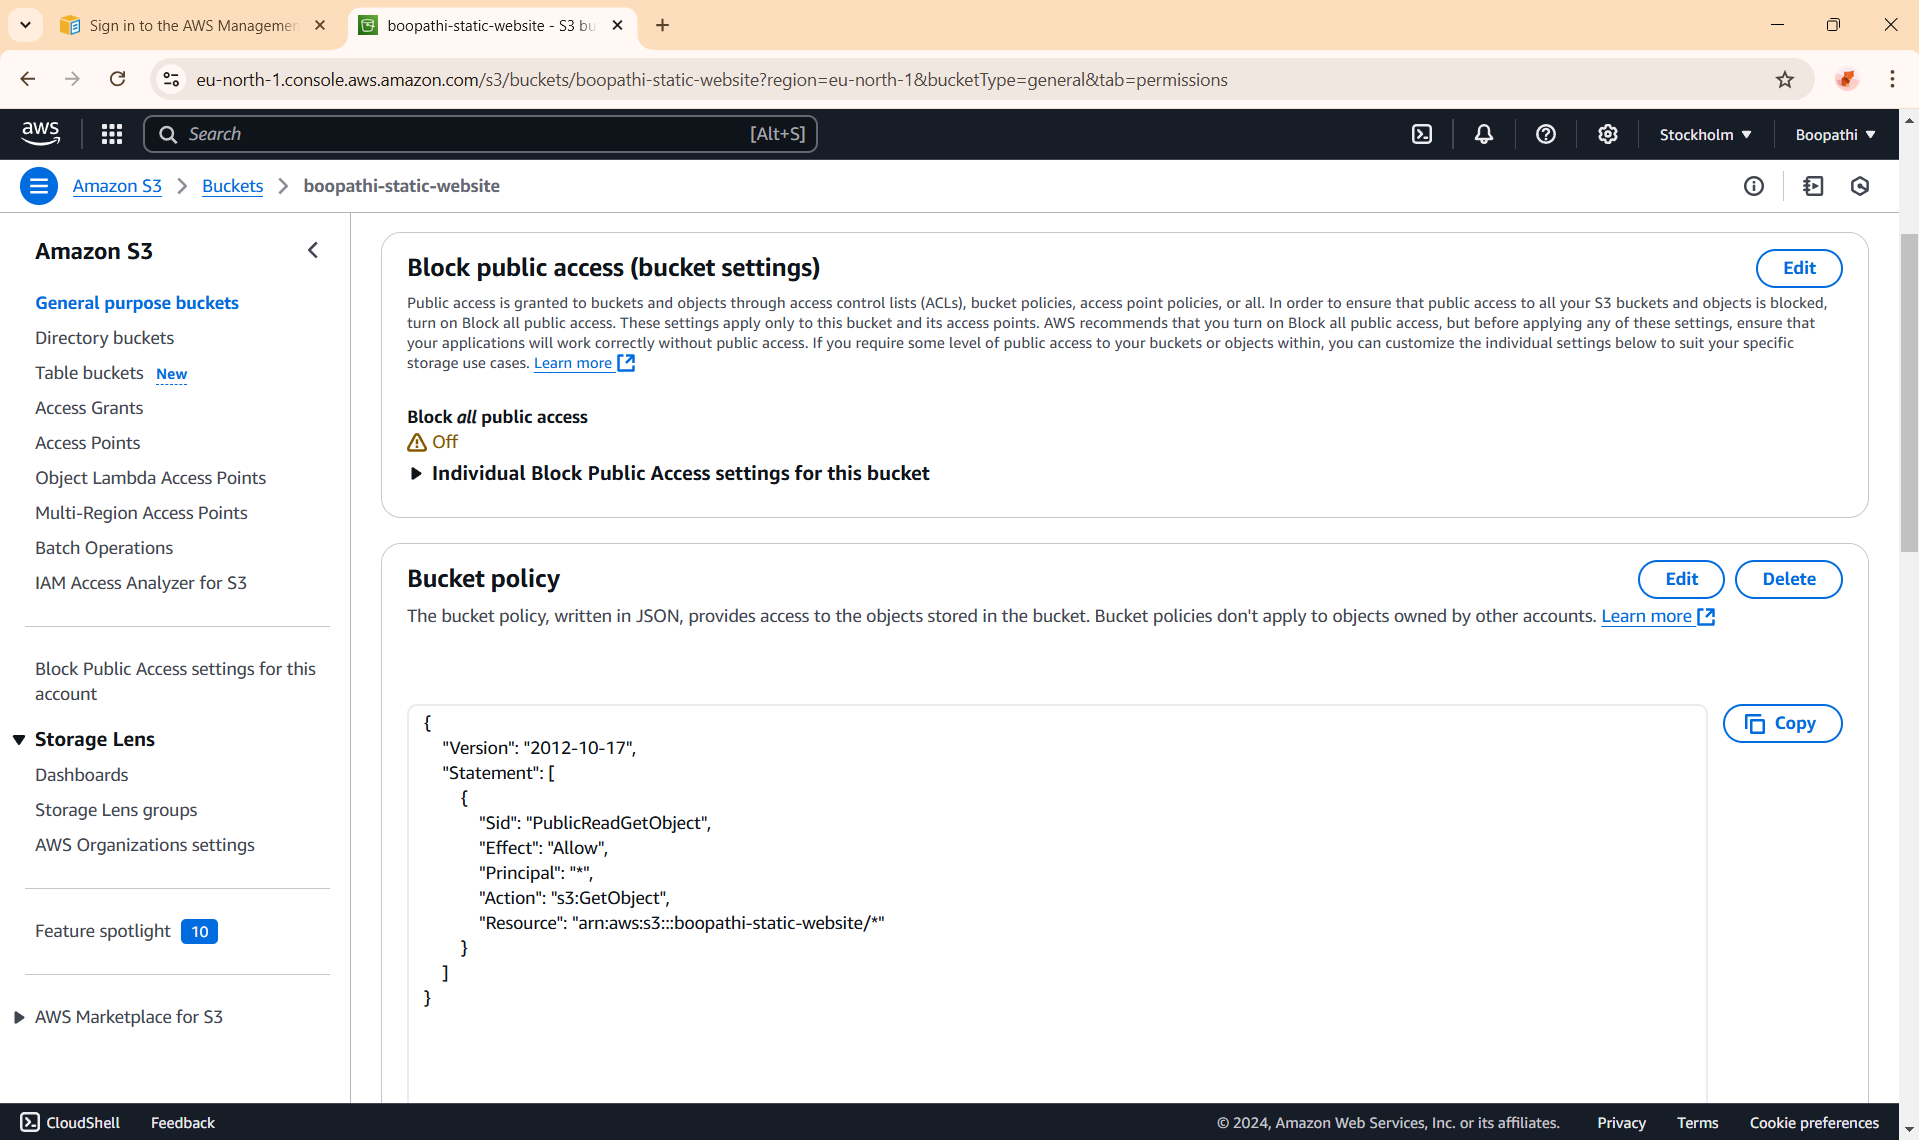 Sign in to the AWS Managemen
boopathi-static-website - S3 bu
eu-north-1.console.aws.amazon.com/s3/buckets/boopathi-static-website?region=eu-north-1&bucketType=general&tab=permissions
aws
Search
[Alt+S]
Stockholm
Boopathi
Amazon S3
Buckets
boopathi-static-website
Amazon S3
General purpose buckets
Directory buckets
Table buckets New
Access Grants
Access Points
Object Lambda Access Points
Multi-Region Access Points
Batch Operations
IAM Access Analyzer for S3
Block Public Access settings for this
account
Storage Lens
Dashboards
Storage Lens groups
AWS Organizations settings
Feature spotlight 10
AWS Marketplace for S3
Block public access (bucket settings)
Edit
Public access is granted to buckets and objects through access control lists (ACLs), bucket policies, access point policies, or all. In order to ensure that public access to all your S3 buckets and objects is blocked,
turn on Block all public access. These settings apply only to this bucket and its access points. AWS recommends that you turn on Block all public access, but before applying any of these settings, ensure that
your applications will work correctly without public access. If you require some level of public access to your buckets or objects within, you can customize the individual settings below to suit your specific
storage use cases. Learn more
Block all public access
Off
Individual Block Public Access settings for this bucket
Bucket policy
Edit
Delete
The bucket policy, written in JSON, provides access to the objects stored in the bucket. Bucket policies don't apply to objects owned by other accounts. Learn more
Copy
{
"Version": "2012-10-17",
"Statement": [
{
"Sid": "PublicReadGetObject",
"Effect": "Allow",
"Principal": "*",
"Action": "s3:GetObject",
"Resource": "arn:aws:s3:::boopathi-static-website/*"
}
]
}
CloudShell
Feedback
© 2024, Amazon Web Services, Inc. or its affiliates.
Privacy
Terms
Cookie preferences